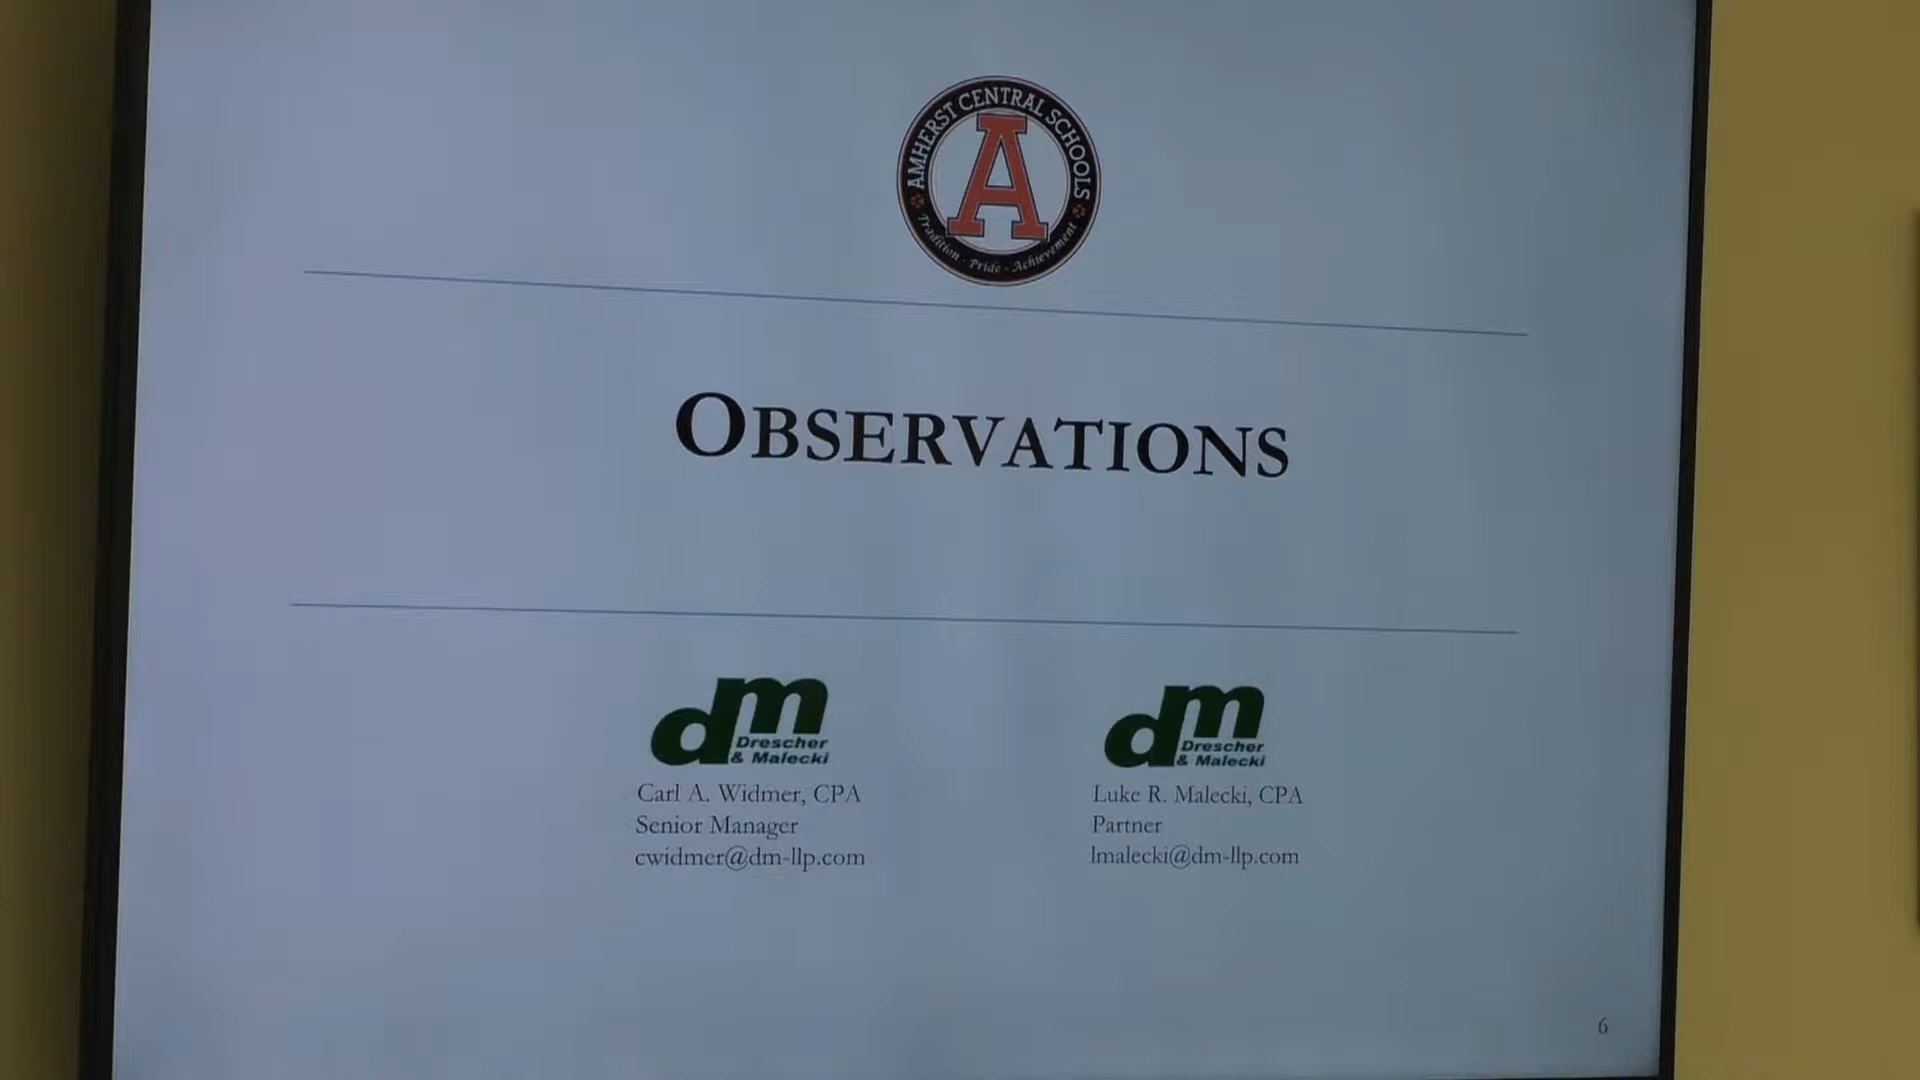 AMHERST CENTRAL SCHOOLS
A
Tradition - Pride - Achievement
OBSERVATIONS
dm
Drescher
& Malecki
Carl A. Widmer, CPA
Senior Manager
cwidmer@dm-llp.com
dm
Drescher
& Malecki
Luke R. Malecki, CPA
Partner
lmalecki@dm-llp.com
6